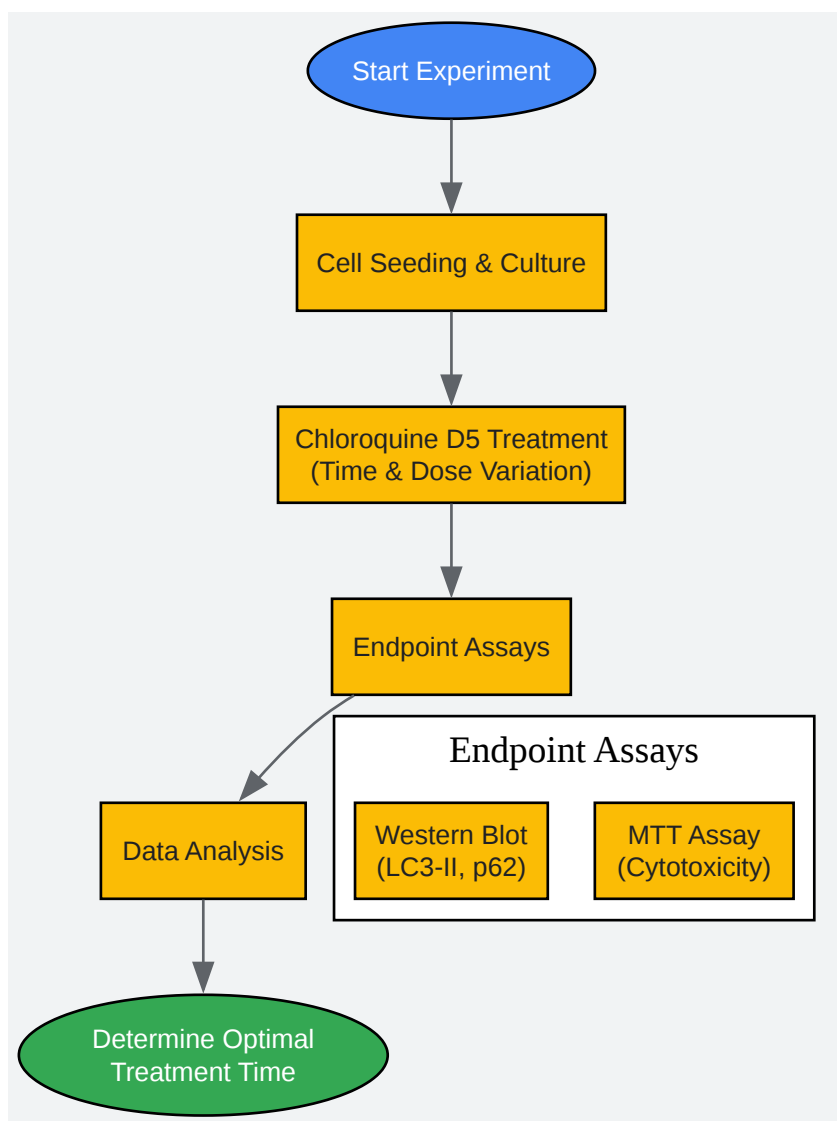 Start Experiment
Cell Seeding & Culture
Chloroquine D5 Treatment
(Time & Dose Variation)
Endpoint Assays
Endpoint Assays
Data Analysis
Western Blot
(LC3-II, p62)
MTT Assay
(Cytotoxicity)
Determine Optimal
Treatment Time